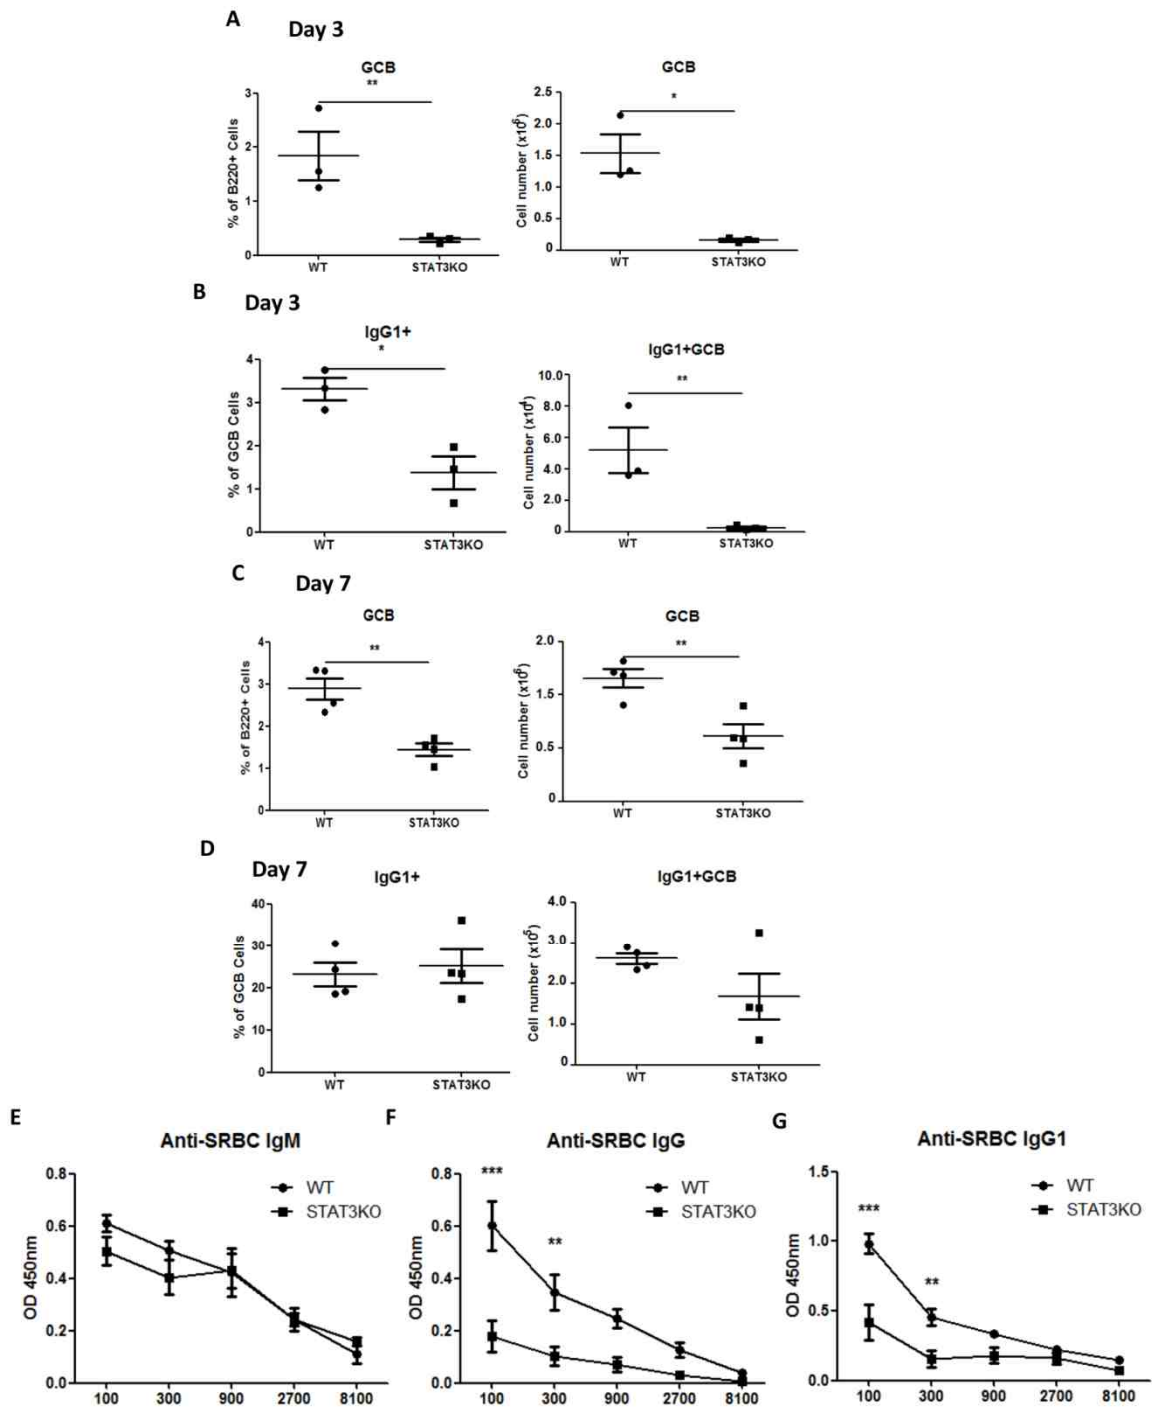 A
Day 3
GCB
**
3
2
1
0
% of B220+ Cells
WT
STAT3KO
GCB
*
2.5
2.0
1.5
1.0
0.5
0
Cell number (x10⁶)
WT
STAT3KO
B
Day 3
IgG1+
*
4
3
2
1
0
% of GCB Cells
WT
STAT3KO
IgG1+GCB
**
10.0
8.0
6.0
4.0
2.0
0
Cell number (x10⁴)
WT
STAT3KO
C
Day 7
GCB
**
4
3
2
1
0
% of B220+ Cells
WT
STAT3KO
GCB
**
2.0
1.5
0.5
0
Cell number (x10⁶)
WT
STAT3KO
D
Day 7
IgG1+
40
30
20
10
0
% of GCB Cells
WT
STAT3KO
IgG1+GCB
4.0
3.0
2.0
1.0
0
Cell number (x10⁵)
WT
STAT3KO
E
Anti-SRBC IgM
0.8
0.6
0.4
0.2
0.0
OD 450nm
WT
STAT3KO
100 300 900 2700 8100
F
Anti-SRBC IgG
***
**
0.8
0.6
0.4
0.2
0.0
OD 450nm
WT
STAT3KO
100 300 900 2700 8100
G
Anti-SRBC IgG1
***
**
1.5
1.0
0.5
0.0
OD 450nm
WT
STAT3KO
100 300 900 2700 8100